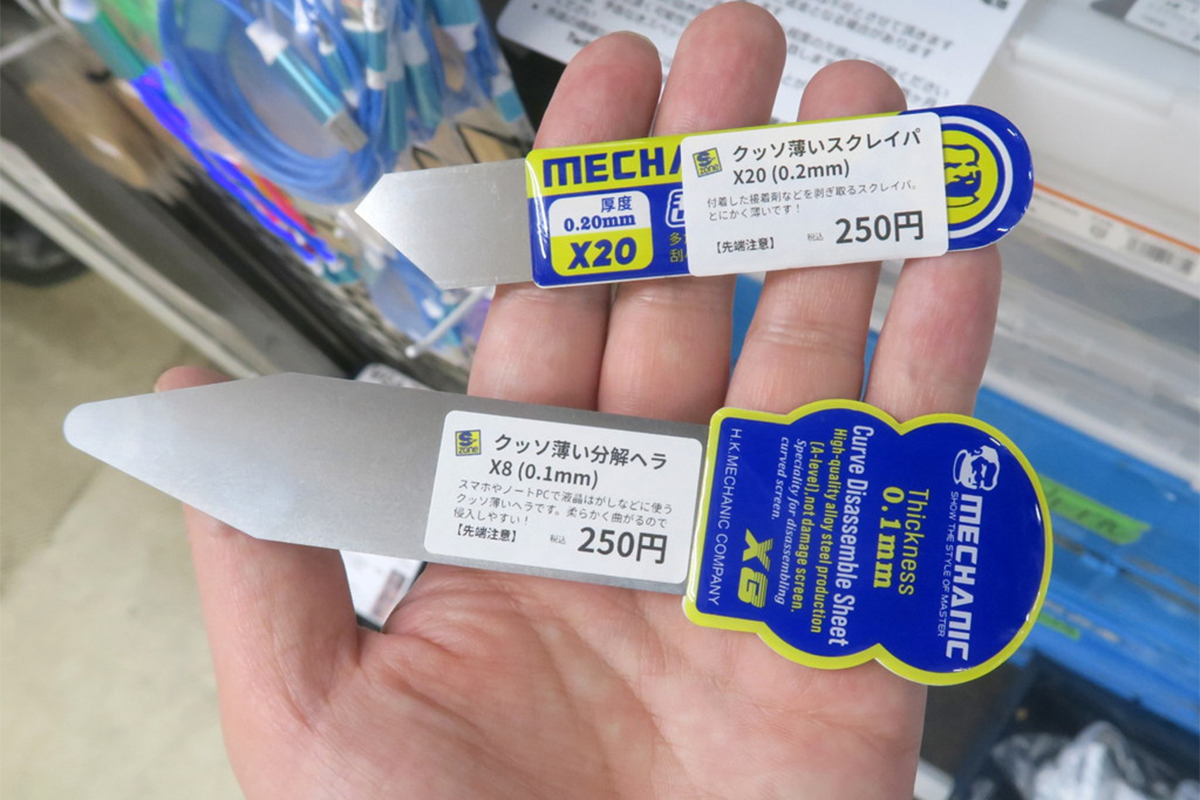 MECHA
厚度
0.20mm
X20
S
zone
クッソ薄いスクレイパ
X20 (0.2mm)
付着した接着剤などを剥ぎ取るスクレイパ。
とにかく薄いです！
【先端注意】
税込
250円
S
zone
クッソ薄い分解ヘラ
X8 (0.1mm)
スマホやノートPCで液晶はがしなどに使う
クッソ薄いヘラです。柔らかく曲がるので
侵入しやすい！
【先端注意】
税込
250円
MECHANIC
SHOW THE STYLE OF MASTER
Thickness
0.1mm
Curve Disassemble Sheet
High-quality alloy steel production
(A-level),not damage screen.
Speciality for disassembling
curved screen.
H.K.MECHANIC COMPANY